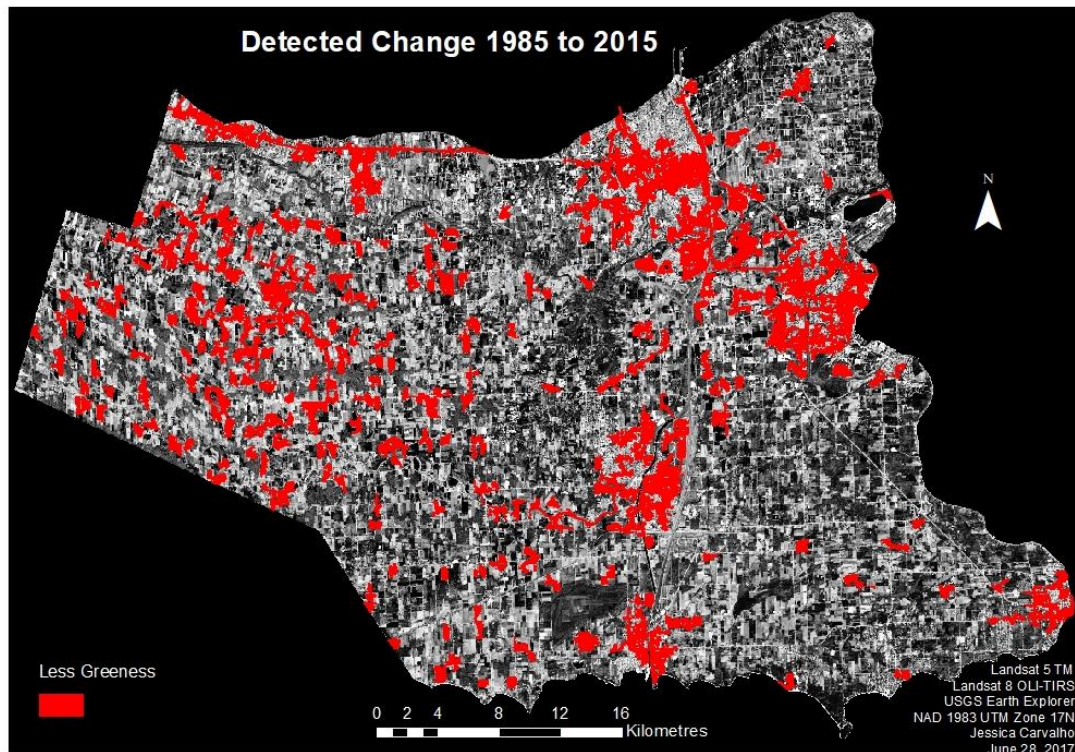 Detected Change 1985 to 2015
N
Less Greeness
0 2 4 8 12 16
Kilometres
Landsat 5 TM
Landsat 8 OLI-TIRS
USGS Earth Explorer
NAD 1983 UTM Zone 17N
Jessica Carvalho
June 28, 2019